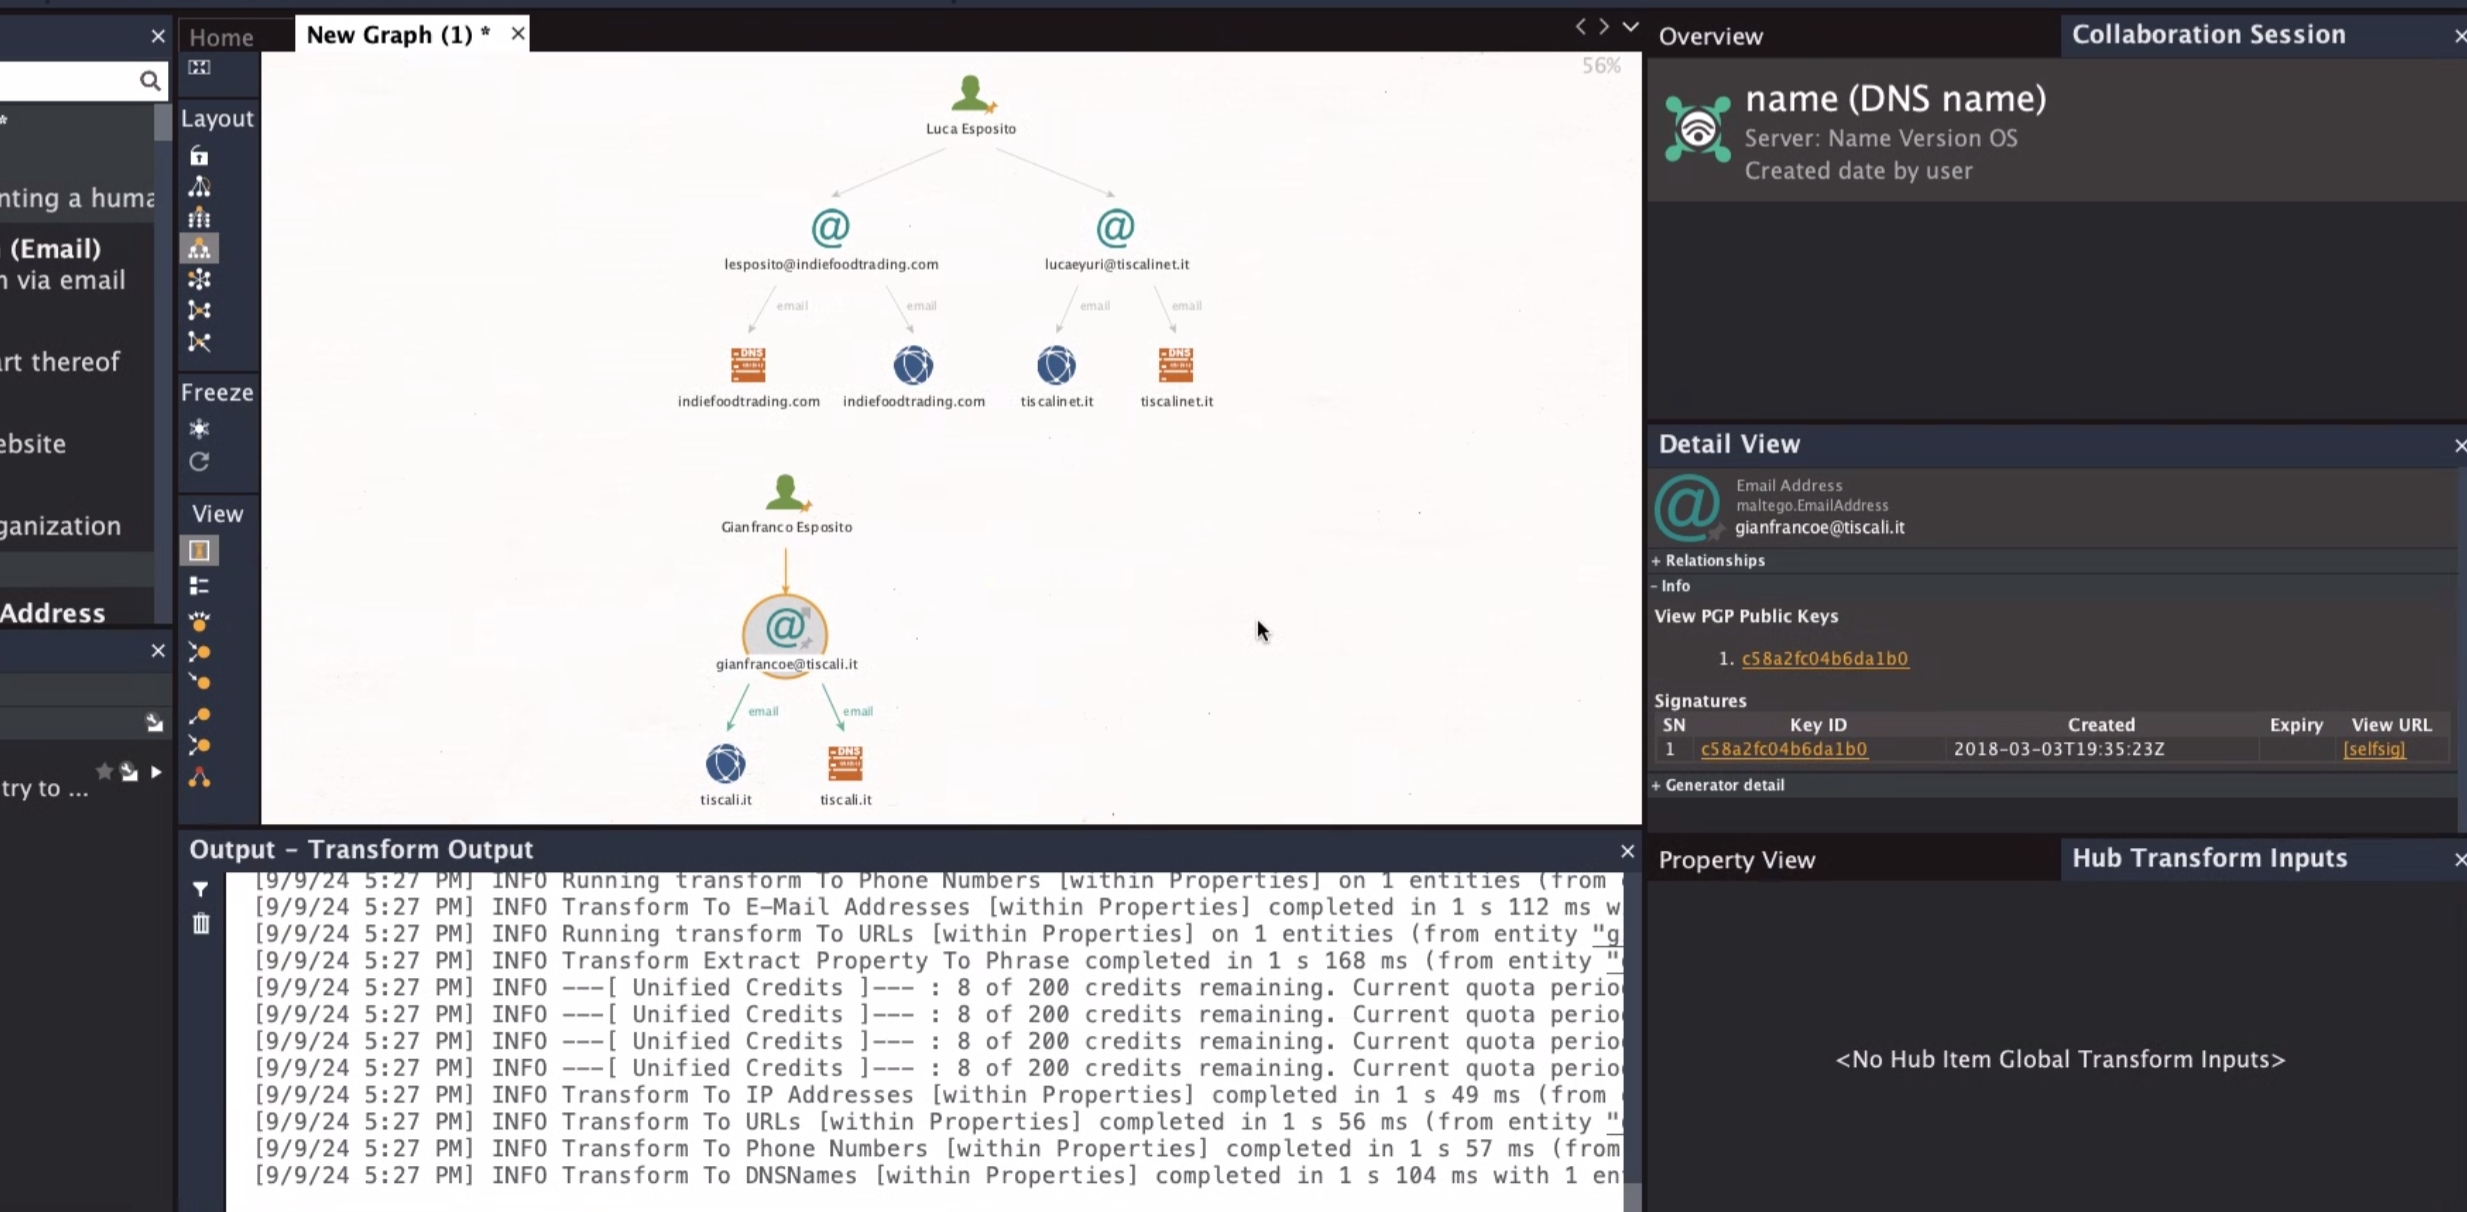 Home
New Graph (1) *
*
nting a huma
(Email)
via email
rt thereof
ebsite
ganization
Address
try to ...
Layout
Freeze
View
56%
Luca Esposito
lesposito@indiefoodtrading.com
lucaeyuri@tiscalinet.it
email
email
email
email
DNS
DNS
indiefoodtrading.com
indiefoodtrading.com
tiscalinet.it
tiscalinet.it
Gianfranco Esposito
gianfrancoe@tiscali.it
email
email
DNS
tiscali.it
tiscali.it
Output - Transform Output
[9/9/24 5:27 PM] INFO Running transform To Phone Numbers [within Properties] on 1 entities (from
[9/9/24 5:27 PM] INFO Transform To E-Mail Addresses [within Properties] completed in 1 s 112 ms w
[9/9/24 5:27 PM] INFO Running transform To URLs [within Properties] on 1 entities (from entity "g
[9/9/24 5:27 PM] INFO Transform Extract Property To Phrase completed in 1 s 168 ms (from entity "
[9/9/24 5:27 PM] INFO ---[ Unified Credits ]--- : 8 of 200 credits remaining. Current quota perio
[9/9/24 5:27 PM] INFO ---[ Unified Credits ]--- : 8 of 200 credits remaining. Current quota perio
[9/9/24 5:27 PM] INFO ---[ Unified Credits ]--- : 8 of 200 credits remaining. Current quota perio
[9/9/24 5:27 PM] INFO ---[ Unified Credits ]--- : 8 of 200 credits remaining. Current quota perio
[9/9/24 5:27 PM] INFO Transform To IP Addresses [within Properties] completed in 1 s 49 ms (from
[9/9/24 5:27 PM] INFO Transform To URLs [within Properties] completed in 1 s 56 ms (from entity "
[9/9/24 5:27 PM] INFO Transform To Phone Numbers [within Properties] completed in 1 s 57 ms (from
[9/9/24 5:27 PM] INFO Transform To DNSNames [within Properties] completed in 1 s 104 ms with 1 en
Overview
Collaboration Session
name (DNS name)
Server: Name Version OS
Created date by user
Detail View
Email Address
maltego.EmailAddress
gianfrancoe@tiscali.it
+ Relationships
- Info
View PGP Public Keys
1. c58a2fc04b6da1b0
Signatures
SN Key ID Created Expiry View URL
1 c58a2fc04b6da1b0 2018-03-03T19:35:23Z [selfsig]
+ Generator detail
Property View
Hub Transform Inputs
<No Hub Item Global Transform Inputs>